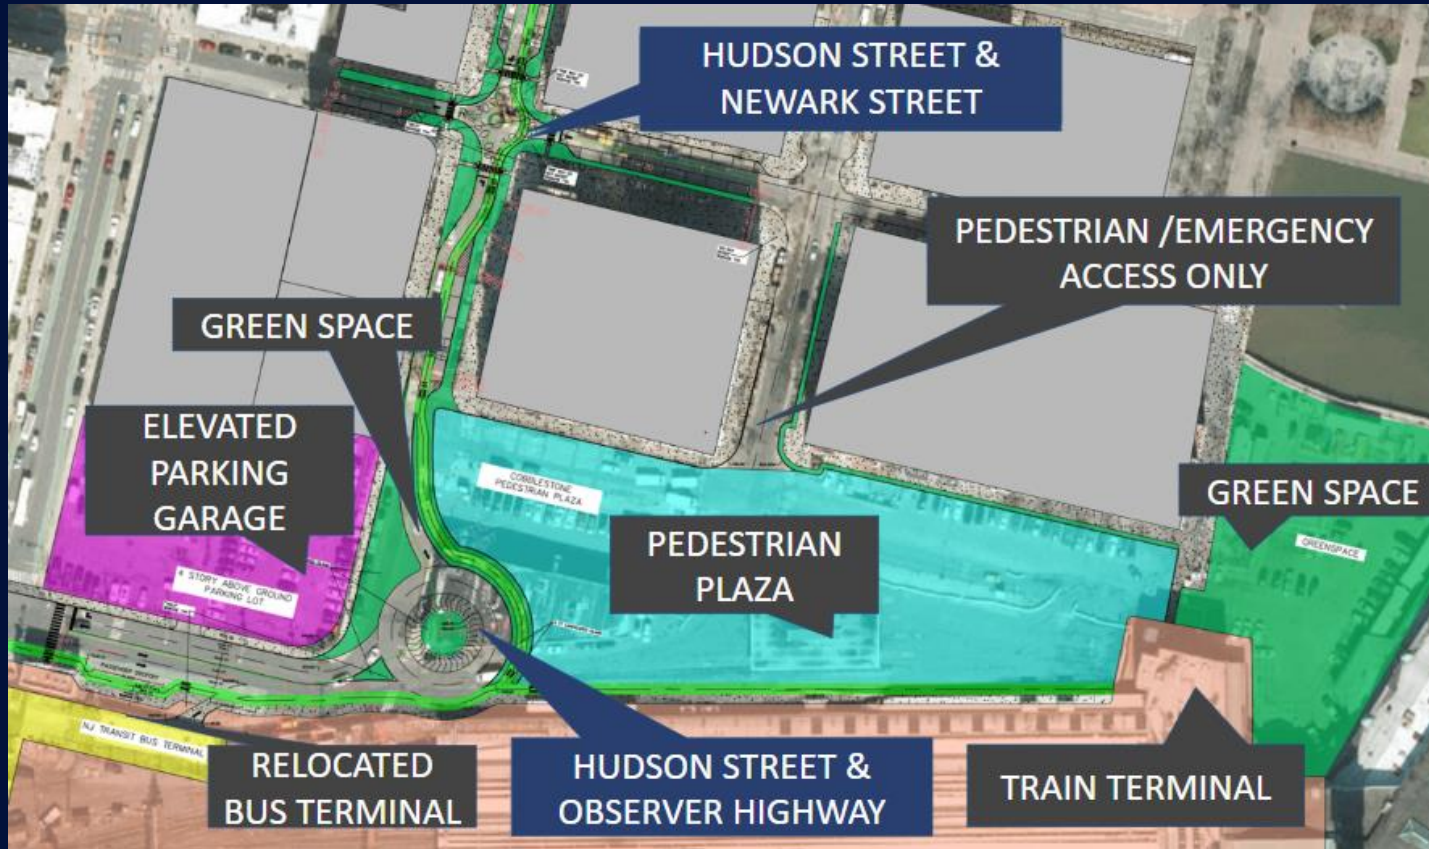 HUDSON STREET &
NEWARK STREET
PEDESTRIAN /EMERGENCY
ACCESS ONLY
GREEN SPACE
ELEVATED
PARKING
GARAGE
COBBLESTONE
PEDESTRIAN PLAZA
GREEN SPACE
PEDESTRIAN
PLAZA
GREENSPACE
4 STORY ABOVE GROUND
PARKING LOT
NJ TRANSIT BUS TERMINAL
RELOCATED
BUS TERMINAL
HUDSON STREET &
OBSERVER HIGHWAY
TRAIN TERMINAL